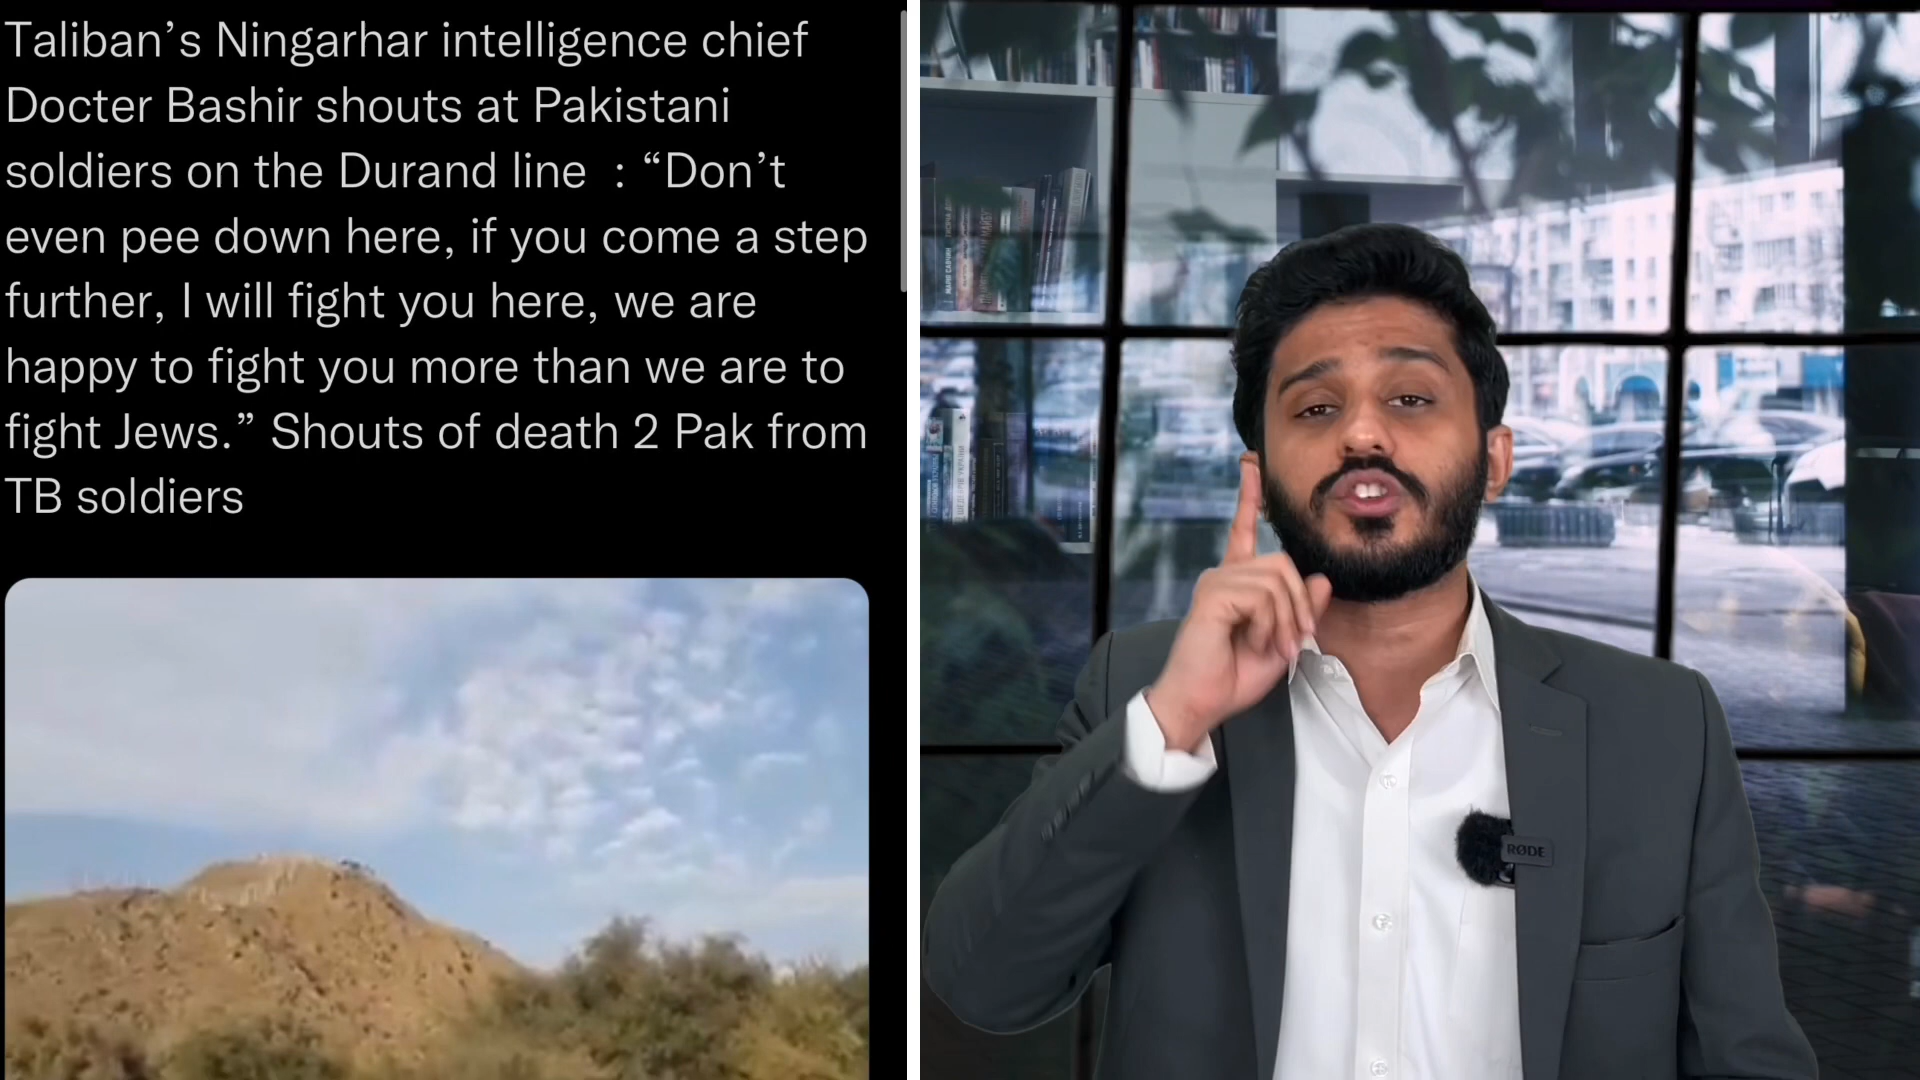 Taliban’s Ningarhar intelligence chief
Docter Bashir shouts at Pakistani
soldiers on the Durand line  : “Don’t
even pee down here, if you come a step
further, I will fight you here, we are
happy to fight you more than we are to
fight Jews.” Shouts of death 2 Pak from
TB soldiers
RØDE